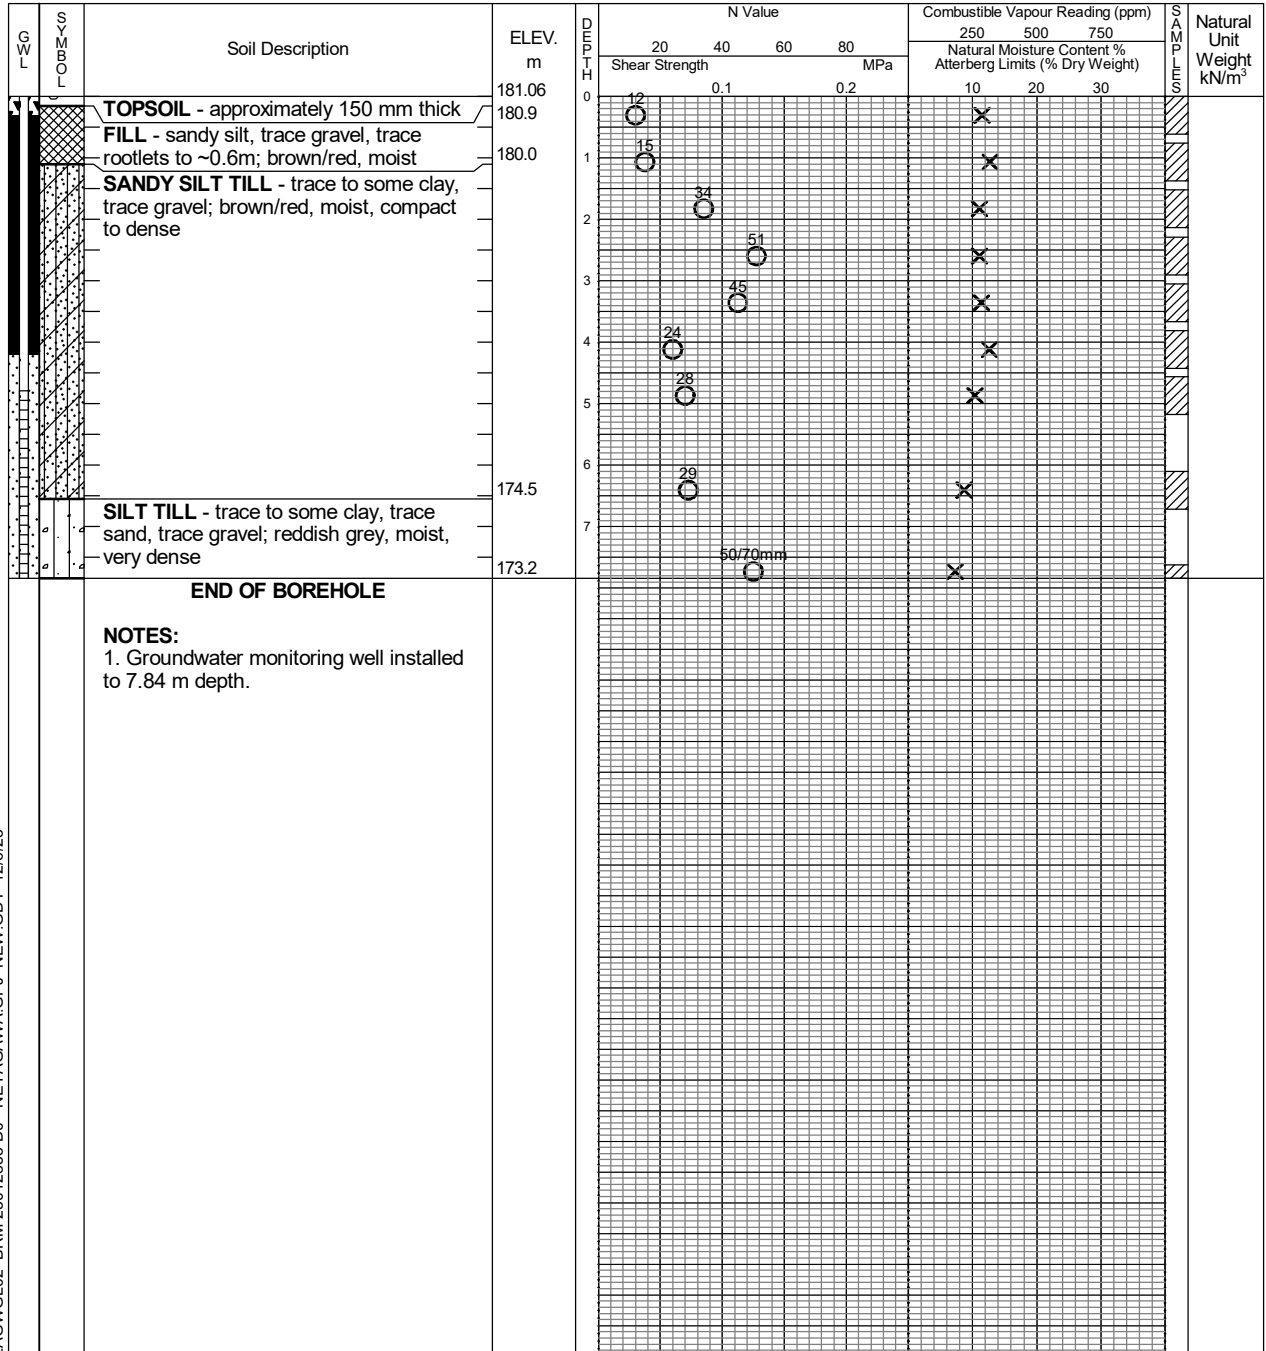 GWL
SYMBOL
Soil Description
ELEV.
m
DEPTH
N Value
20 40 60 80
Shear Strength MPa
0.1 0.2
Combustible Vapour Reading (ppm)
250 500 750
Natural Moisture Content %
Atterberg Limits (% Dry Weight)
10 20 30
SAMPLES
Natural
Unit
Weight
kN/m³
181.06
0
TOPSOIL - approximately 150 mm thick
180.9
12
FILL - sandy silt, trace gravel, trace
rootlets to ~0.6m; brown/red, moist
180.0
1
15
SANDY SILT TILL - trace to some clay,
trace gravel; brown/red, moist, compact
to dense
34
2
51
3
45
4
24
28
5
6
29
174.5
SILT TILL - trace to some clay, trace
sand, trace gravel; reddish grey, moist,
very dense
7
50/70mm
173.2
END OF BOREHOLE
NOTES:
1. Groundwater monitoring well installed
to 7.84 m depth.